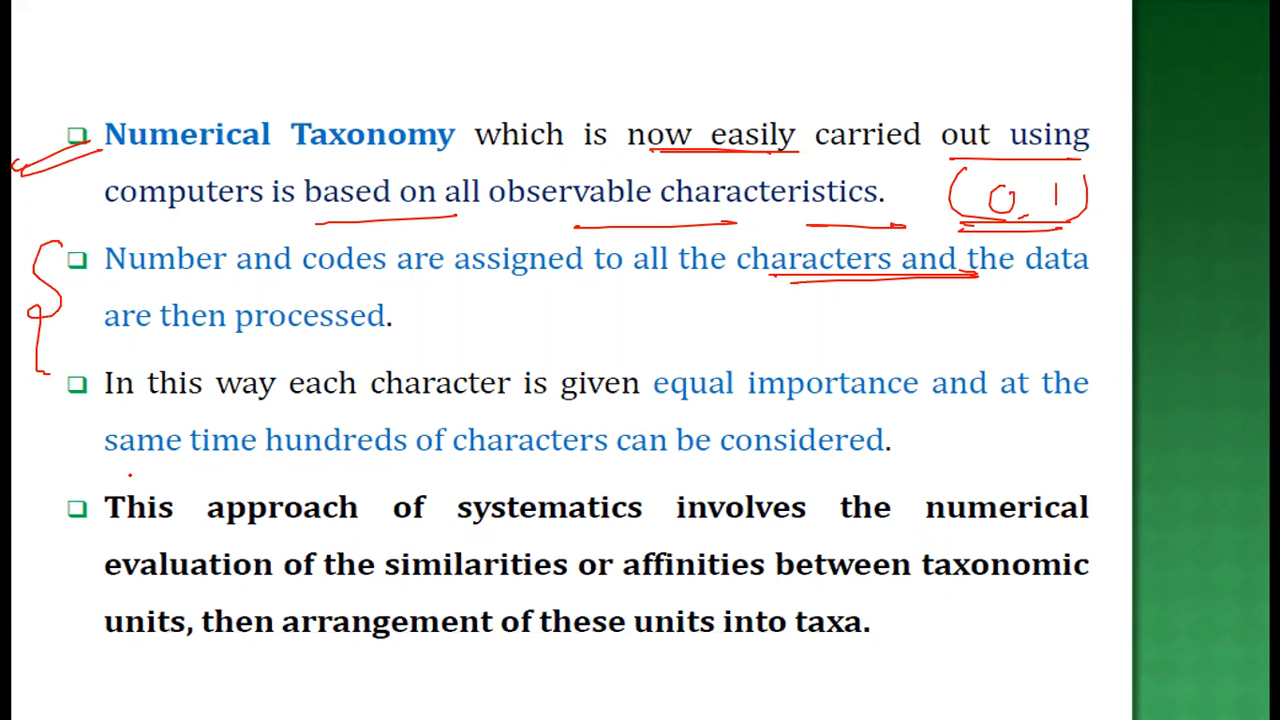 Numerical Taxonomy which is now easily carried out using
computers is based on all observable characteristics.
(0,1)
Number and codes are assigned to all the characters and the data
are then processed.
In this way each character is given equal importance and at the
same time hundreds of characters can be considered.
This approach of systematics involves the numerical
evaluation of the similarities or affinities between taxonomic
units, then arrangement of these units into taxa.